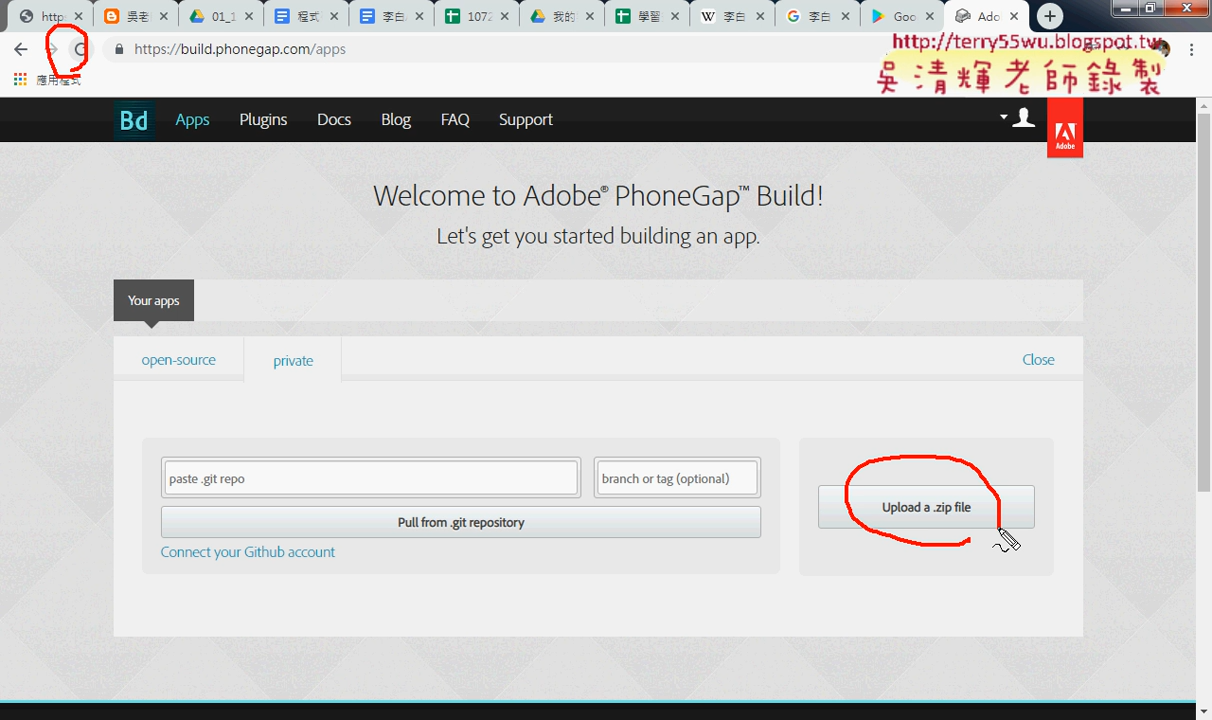 http
吳老
01_1
程式
李白
107.
我的
學習
李白
李白
Goo
Ado
https://build.phonegap.com/apps
http://terry55wu.blogspot.tw
吳清輝老師錄製
應用程式
Bd
Apps
Plugins
Docs
Blog
FAQ
Support
Adobe
Welcome to Adobe® PhoneGap™ Build!
Let's get you started building an app.
Your apps
open-source
private
Close
paste .git repo
branch or tag (optional)
Upload a .zip file
Pull from .git repository
Connect your Github account